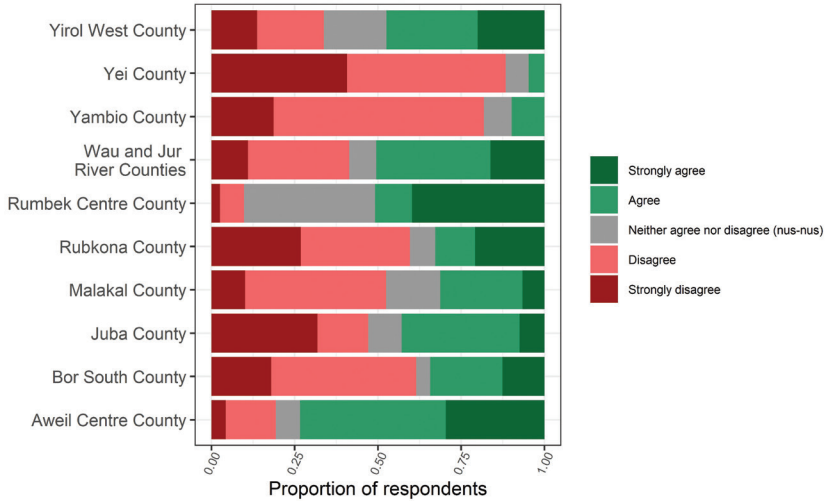 Yirol West County
Yei County
Yambio County
Wau and Jur
River Counties
Rumbek Centre County
Rubkona County
Malakal County
Juba County
Bor South County
Aweil Centre County
0.00
0.25
0.50
0.75
1.00
Proportion of respondents
Strongly agree
Agree
Neither agree nor disagree (nus-nus)
Disagree
Strongly disagree